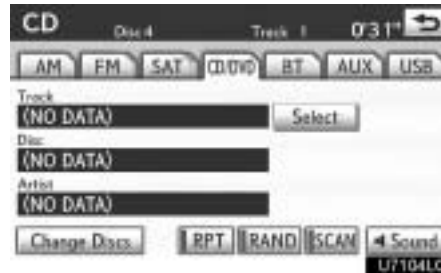 CD Disc 4 Track 1 0'31"
AM FM SAT CD/DVD BT AUX USB
Track
(NO DATA) Select
Disc
(NO DATA)
Artist
(NO DATA)
Change Discs RPT RAND SCAN Sound
U7104LC